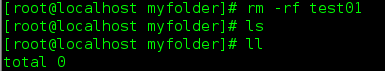 [root@localhost myfolder]# rm -rf test01
[root@localhost myfolder]# ls
[root@localhost myfolder]# ll
total 0